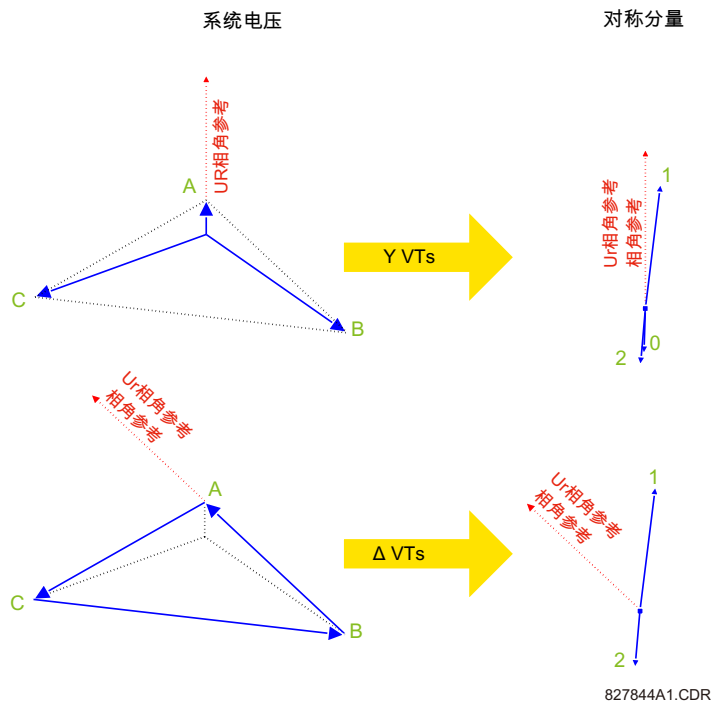 系统电压
对称分量
UR相角参考
A
C
B
Y VTs
Ur相角参考
相角参考
1
2
0
Ur相角参考
相角参考
A
C
B
Δ VTs
Ur相角参考
相角参考
1
2
827844A1.CDR